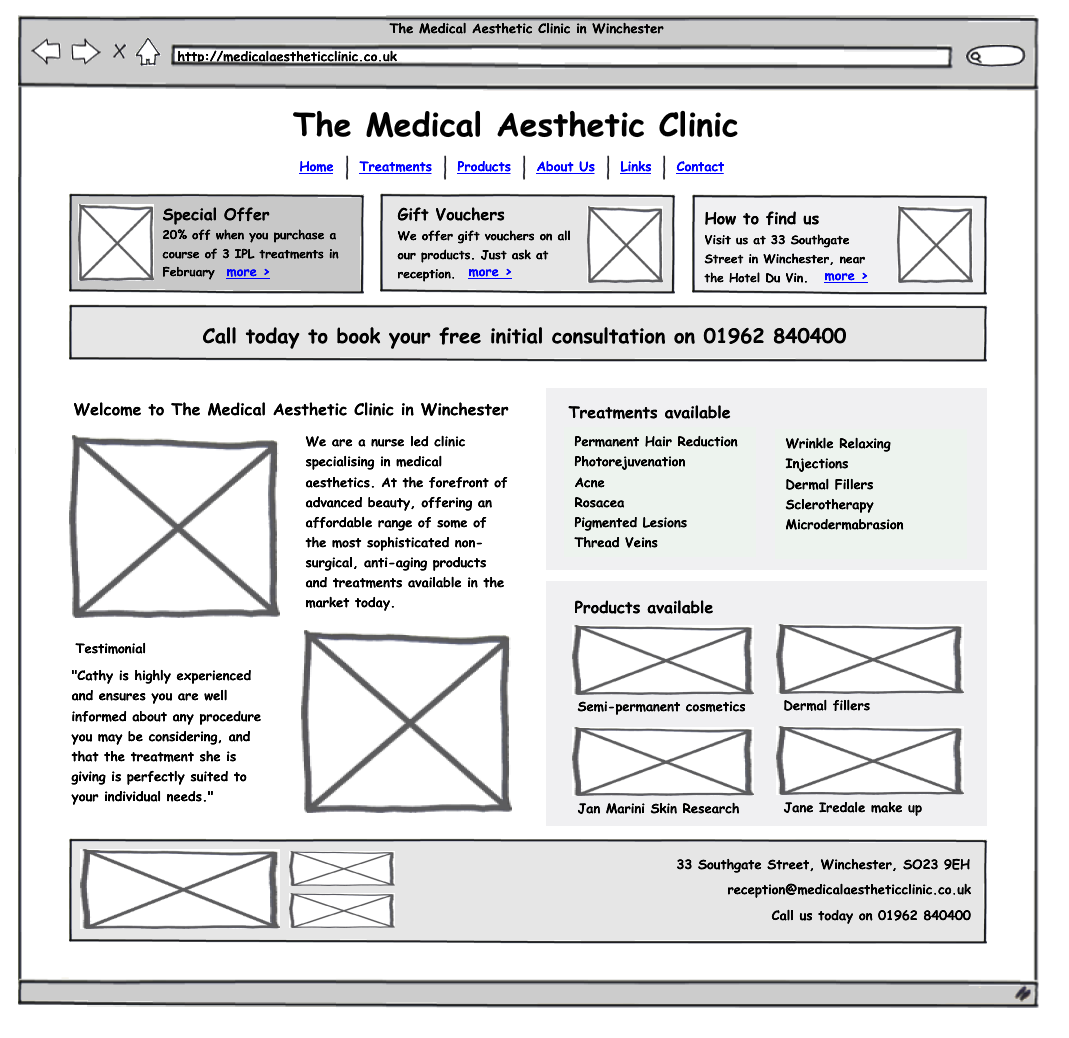 The Medical Aesthetic Clinic in Winchester
http://medicalaestheticclinic.co.uk
The Medical Aesthetic Clinic
Home | Treatments | Products | About Us | Links | Contact
Special Offer
20% off when you purchase a
course of 3 IPL treatments in
February more >
Gift Vouchers
We offer gift vouchers on all
our products. Just ask at
reception. more >
How to find us
Visit us at 33 Southgate
Street in Winchester, near
the Hotel Du Vin. more >
Call today to book your free initial consultation on 01962 840400
Welcome to The Medical Aesthetic Clinic in Winchester
We are a nurse led clinic
specialising in medical
aesthetics. At the forefront of
advanced beauty, offering an
affordable range of some of
the most sophisticated non-
surgical, anti-aging products
and treatments available in the
market today.
Testimonial
"Cathy is highly experienced
and ensures you are well
informed about any procedure
you may be considering, and
that the treatment she is
giving is perfectly suited to
your individual needs."
Treatments available
Permanent Hair Reduction
Photorejuvenation
Acne
Rosacea
Pigmented Lesions
Thread Veins
Wrinkle Relaxing
Injections
Dermal Fillers
Sclerotherapy
Microdermabrasion
Products available
Semi-permanent cosmetics
Dermal fillers
Jan Marini Skin Research
Jane Iredale make up
33 Southgate Street, Winchester, SO23 9EH
reception@medicalaestheticclinic.co.uk
Call us today on 01962 840400